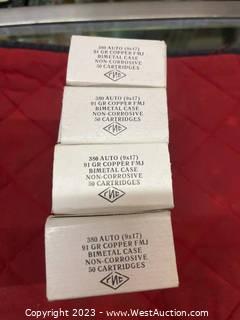 380 AUTO (9x17)
91 GR COPPER FMJ
BIMETAL CASE
NON-CORROSIVE
50 CARTRIDGES
380 AUTO (9x17)
91 GR COPPER FMJ
BIMETAL CASE
NON-CORROSIVE
50 CARTRIDGES
380 AUTO (9x17)
91 GR COPPER FMJ
BIMETAL CASE
NON-CORROSIVE
50 CARTRIDGES
380 AUTO (9x17)
91 GR COPPER FMJ
BIMETAL CASE
NON-CORROSIVE
50 CARTRIDGES
Copyright 2023 - www.WestAuction.com